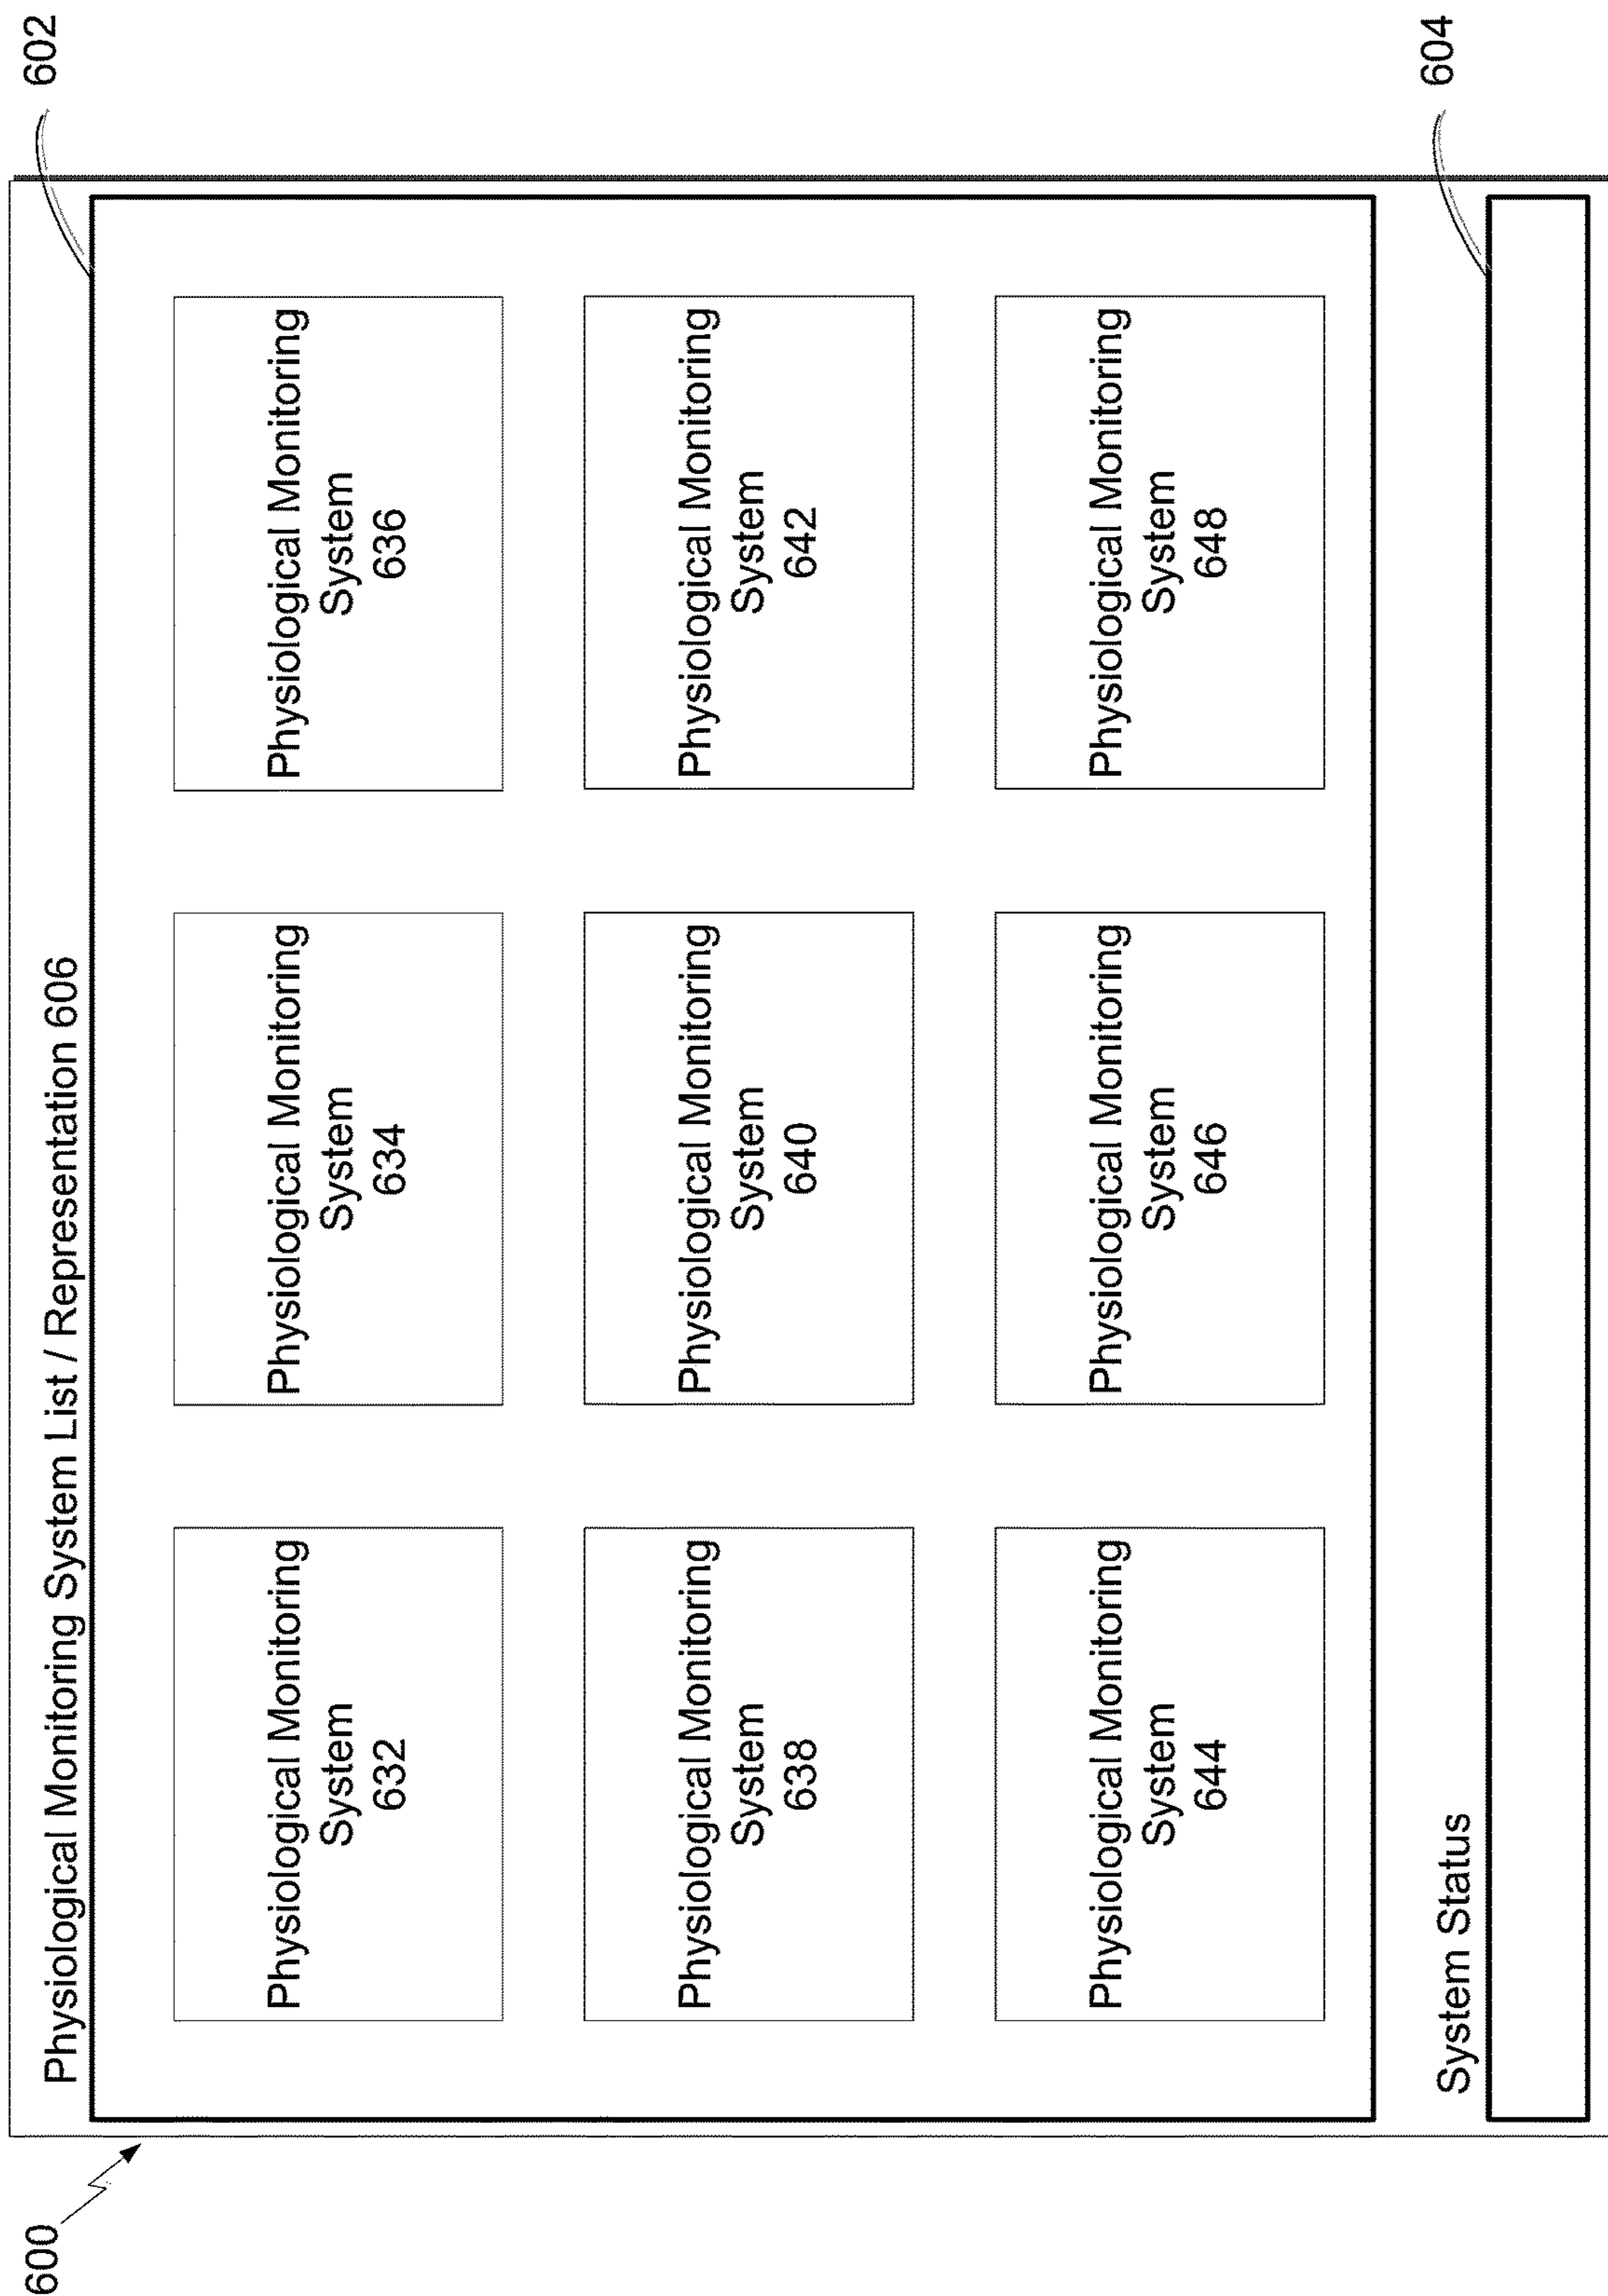 600
602
Physiological Monitoring System List / Representation 606
Physiological Monitoring
System
632
Physiological Monitoring
System
634
Physiological Monitoring
System
636
Physiological Monitoring
System
638
Physiological Monitoring
System
640
Physiological Monitoring
System
642
Physiological Monitoring
System
644
Physiological Monitoring
System
646
Physiological Monitoring
System
648
System Status
604